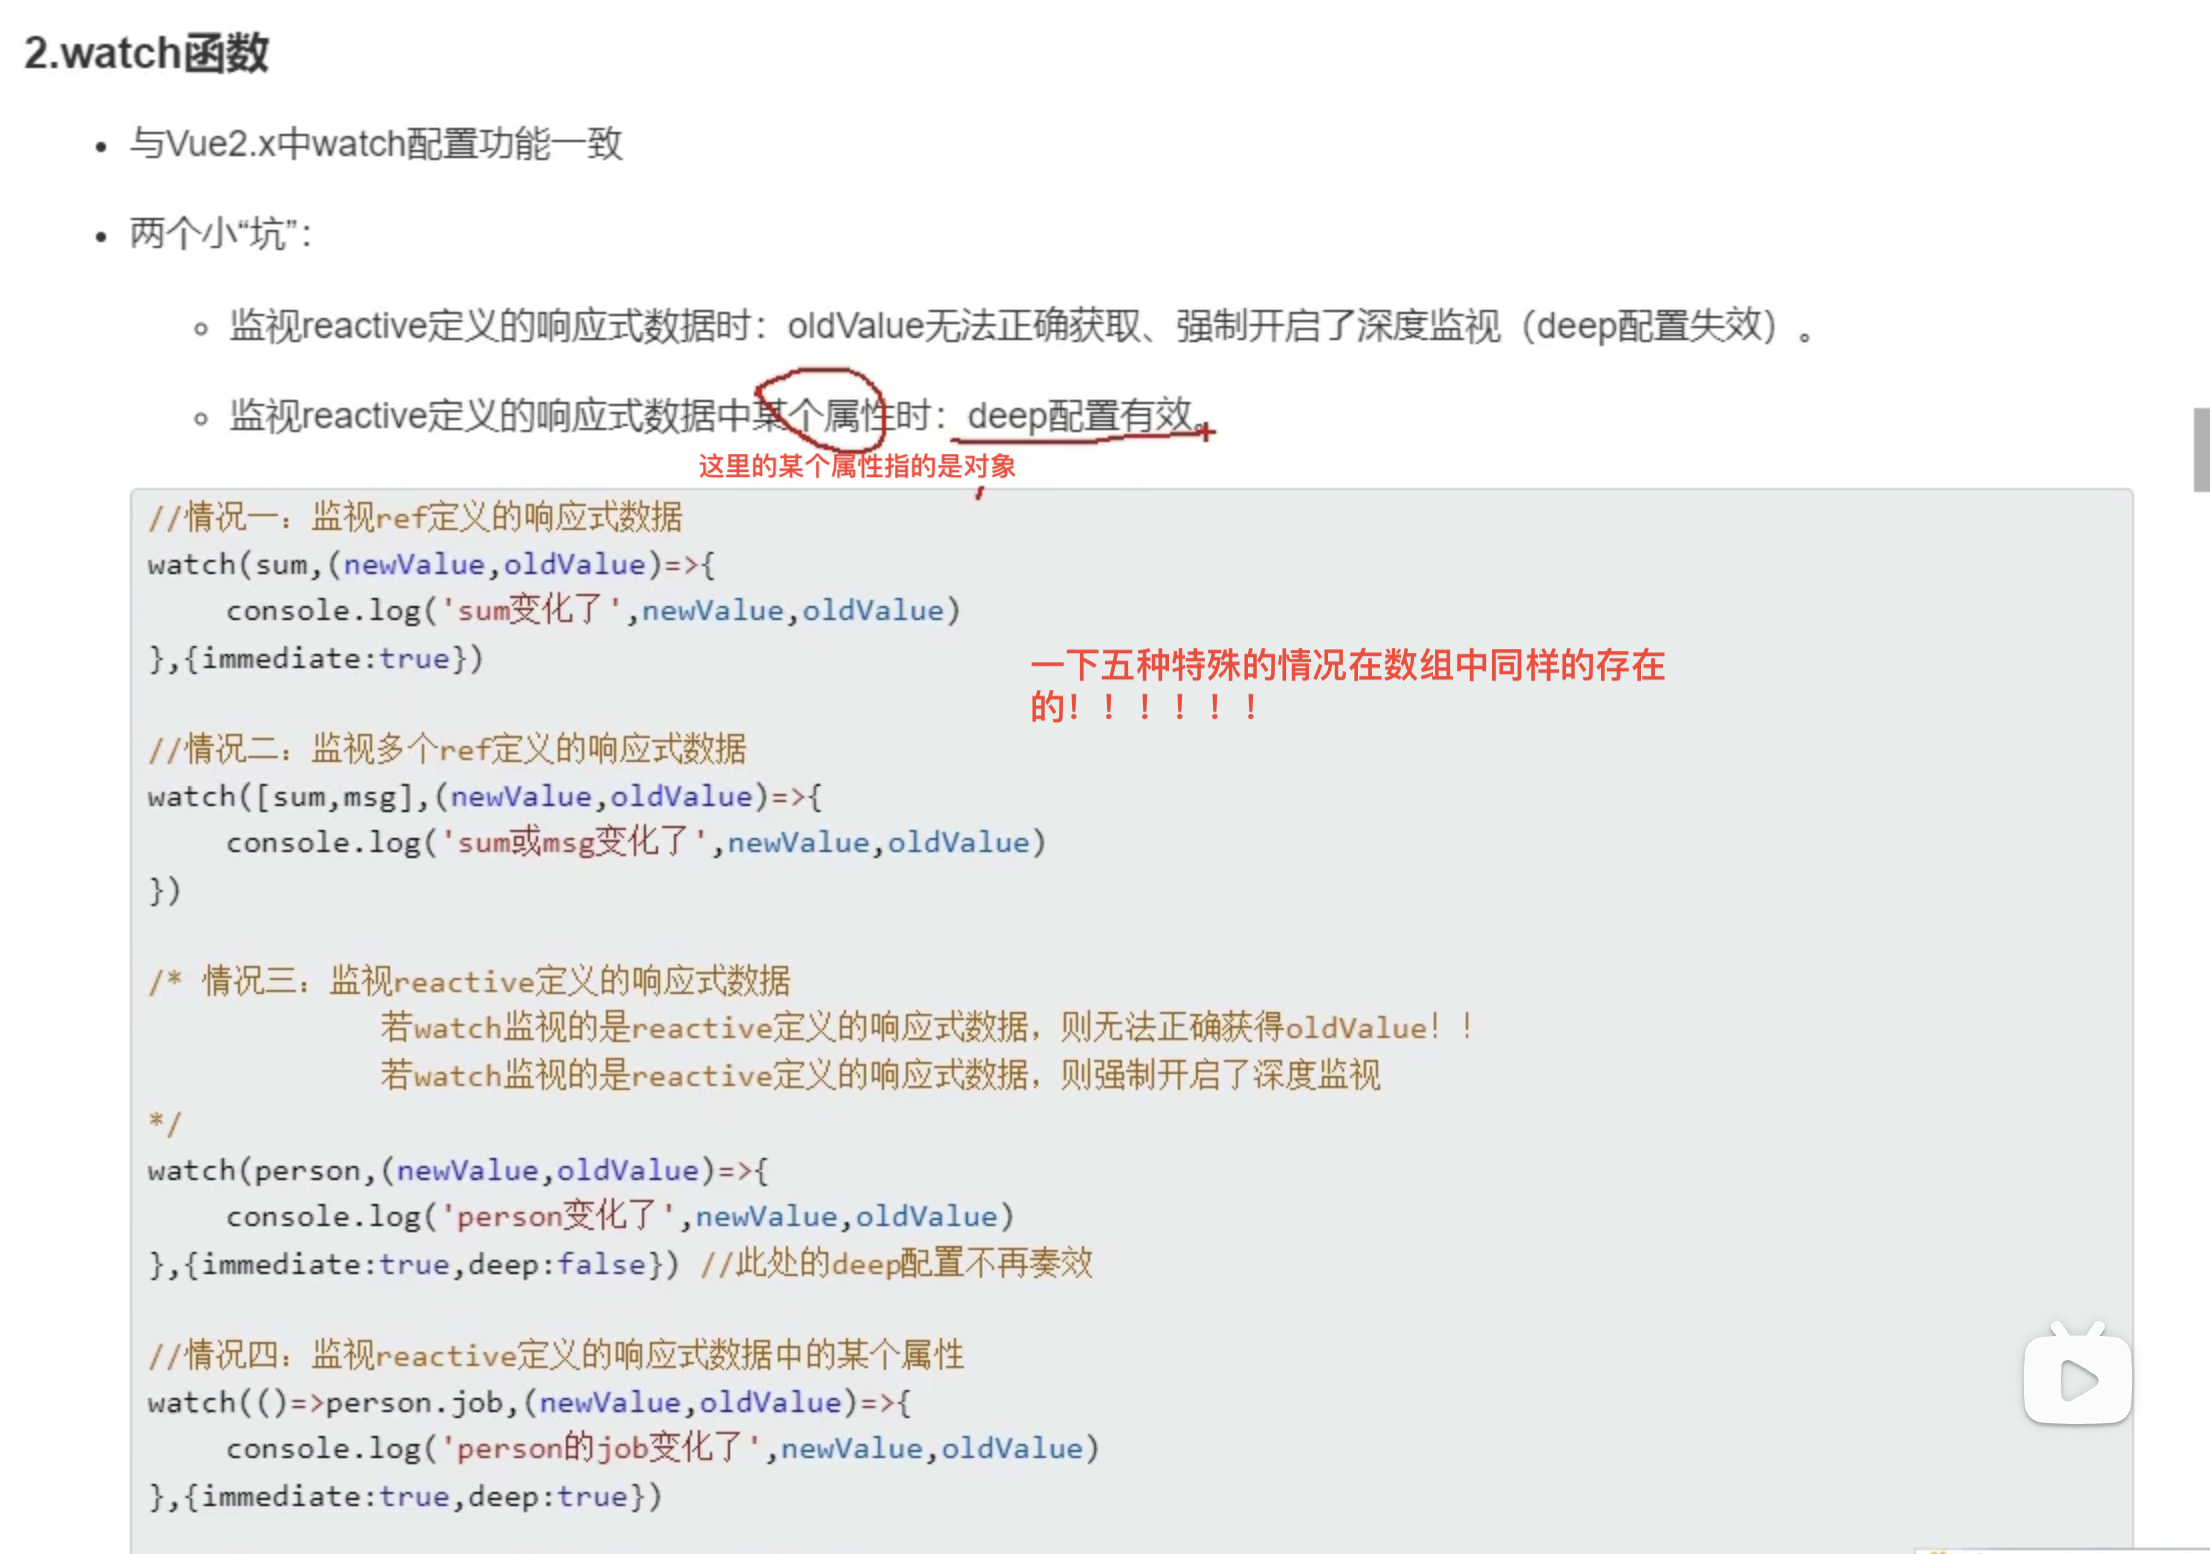 2.watch函数
与Vue2.x中watch配置功能一致
两个小“坑”：
监视reactive定义的响应式数据时：oldValue无法正确获取、强制开启了深度监视（deep配置失效）。
监视reactive定义的响应式数据中某个属性时：deep配置有效。
这里的某个属性指的是对象
//情况一：监视ref定义的响应式数据
watch(sum,(newValue,oldValue)=>{
console.log('sum变化了',newValue,oldValue)
},{immediate:true})
一下五种特殊的情况在数组中同样的存在
的！！！！！！
//情况二：监视多个ref定义的响应式数据
watch([sum,msg],(newValue,oldValue)=>{
console.log('sum或msg变化了',newValue,oldValue)
})
/* 情况三：监视reactive定义的响应式数据
若watch监视的是reactive定义的响应式数据，则无法正确获得oldValue！！
若watch监视的是reactive定义的响应式数据，则强制开启了深度监视
*/
watch(person,(newValue,oldValue)=>{
console.log('person变化了',newValue,oldValue)
},{immediate:true,deep:false}) //此处的deep配置不再奏效
//情况四：监视reactive定义的响应式数据中的某个属性
watch(()=>person.job,(newValue,oldValue)=>{
console.log('person的job变化了',newValue,oldValue)
},{immediate:true,deep:true})